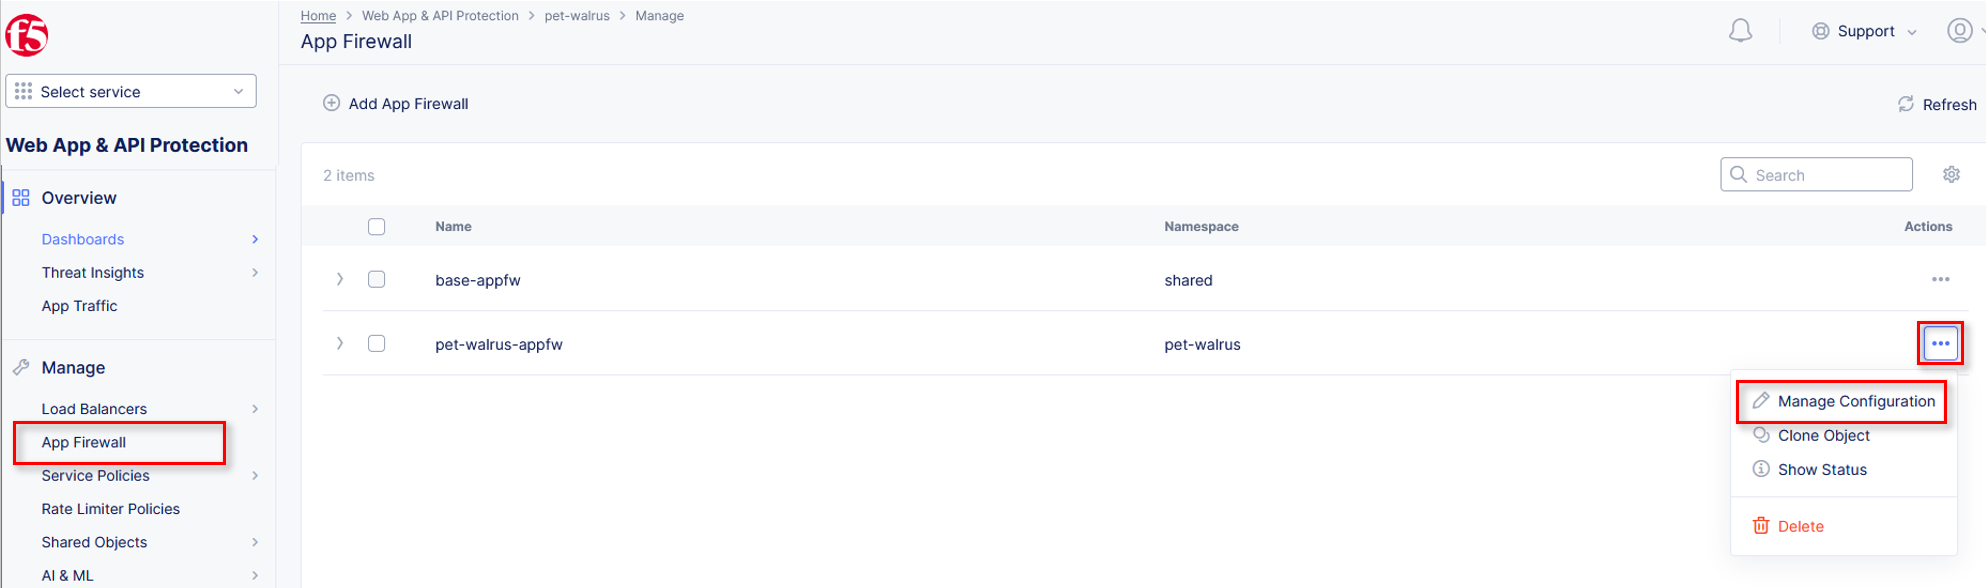 f5
Home > Web App & API Protection > pet-walrus > Manage
App Firewall
Support
Select service
Add App Firewall
Refresh
Web App & API Protection
2 items
Search
Overview
Name Namespace Actions
Dashboards
Threat Insights
base-appfw shared
App Traffic
pet-walrus-appfw pet-walrus
Manage
Manage Configuration
Load Balancers
Clone Object
App Firewall
Show Status
Service Policies
Rate Limiter Policies
Delete
Shared Objects
AI & ML